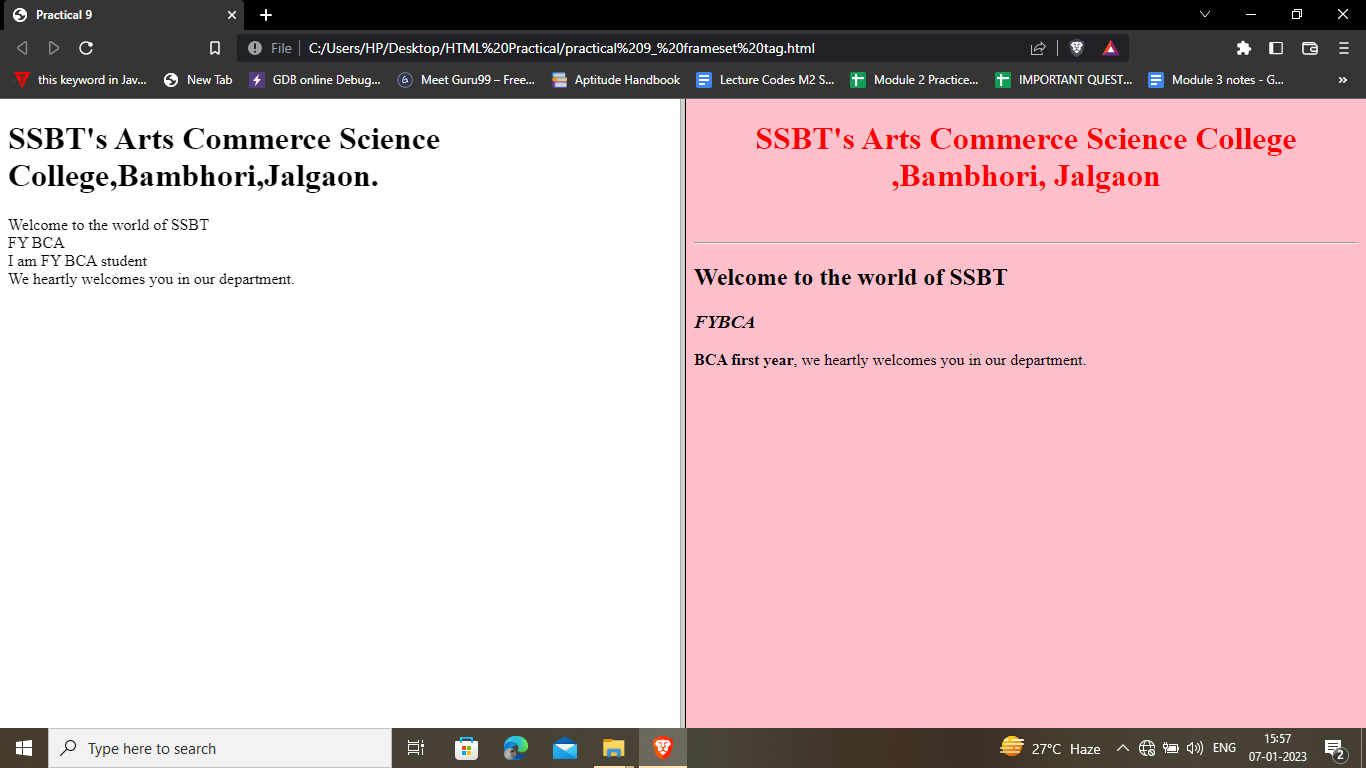 Practical 9
File
C:/Users/HP/Desktop/HTML%20Practical/practical%209_%20frameset%20tag.html
this keyword in Jav...
New Tab
GDB online Debug...
Meet Guru99 – Free...
Aptitude Handbook
Lecture Codes M2 S...
Module 2 Practice...
IMPORTANT QUEST...
Module 3 notes - G...
»
SSBT's Arts Commerce Science
College,Bambhori,Jalgaon.
Welcome to the world of SSBT
FY BCA
I am FY BCA student
We heartly welcomes you in our department.
SSBT's Arts Commerce Science College
,Bambhori, Jalgaon
Welcome to the world of SSBT
FYBCA
BCA first year, we heartly welcomes you in our department.
Type here to search
27°C Haze
ENG
15:57
07-01-2023
2